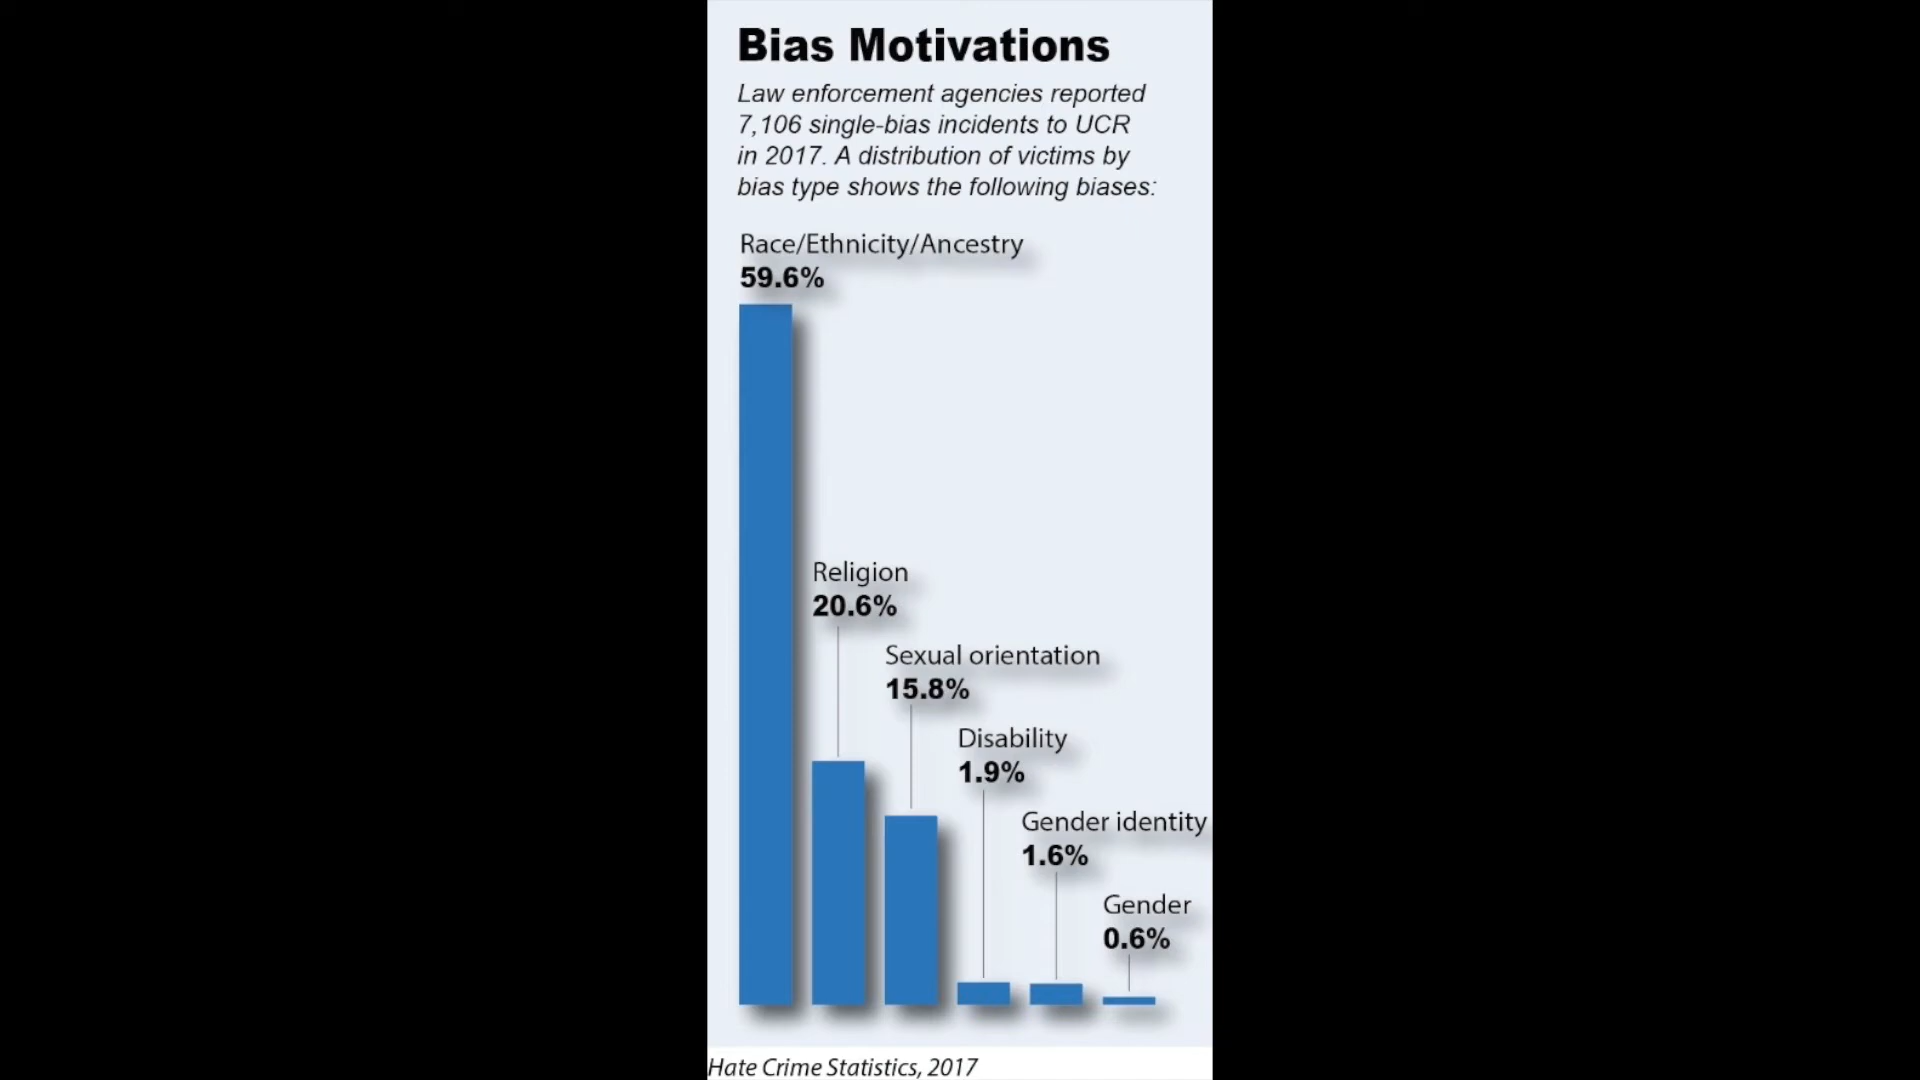 Bias Motivations
Law enforcement agencies reported
7,106 single-bias incidents to UCR
in 2017. A distribution of victims by
bias type shows the following biases:
Race/Ethnicity/Ancestry
59.6%
Religion
20.6%
Sexual orientation
15.8%
Disability
1.9%
Gender identity
1.6%
Gender
0.6%
Hate Crime Statistics, 2017